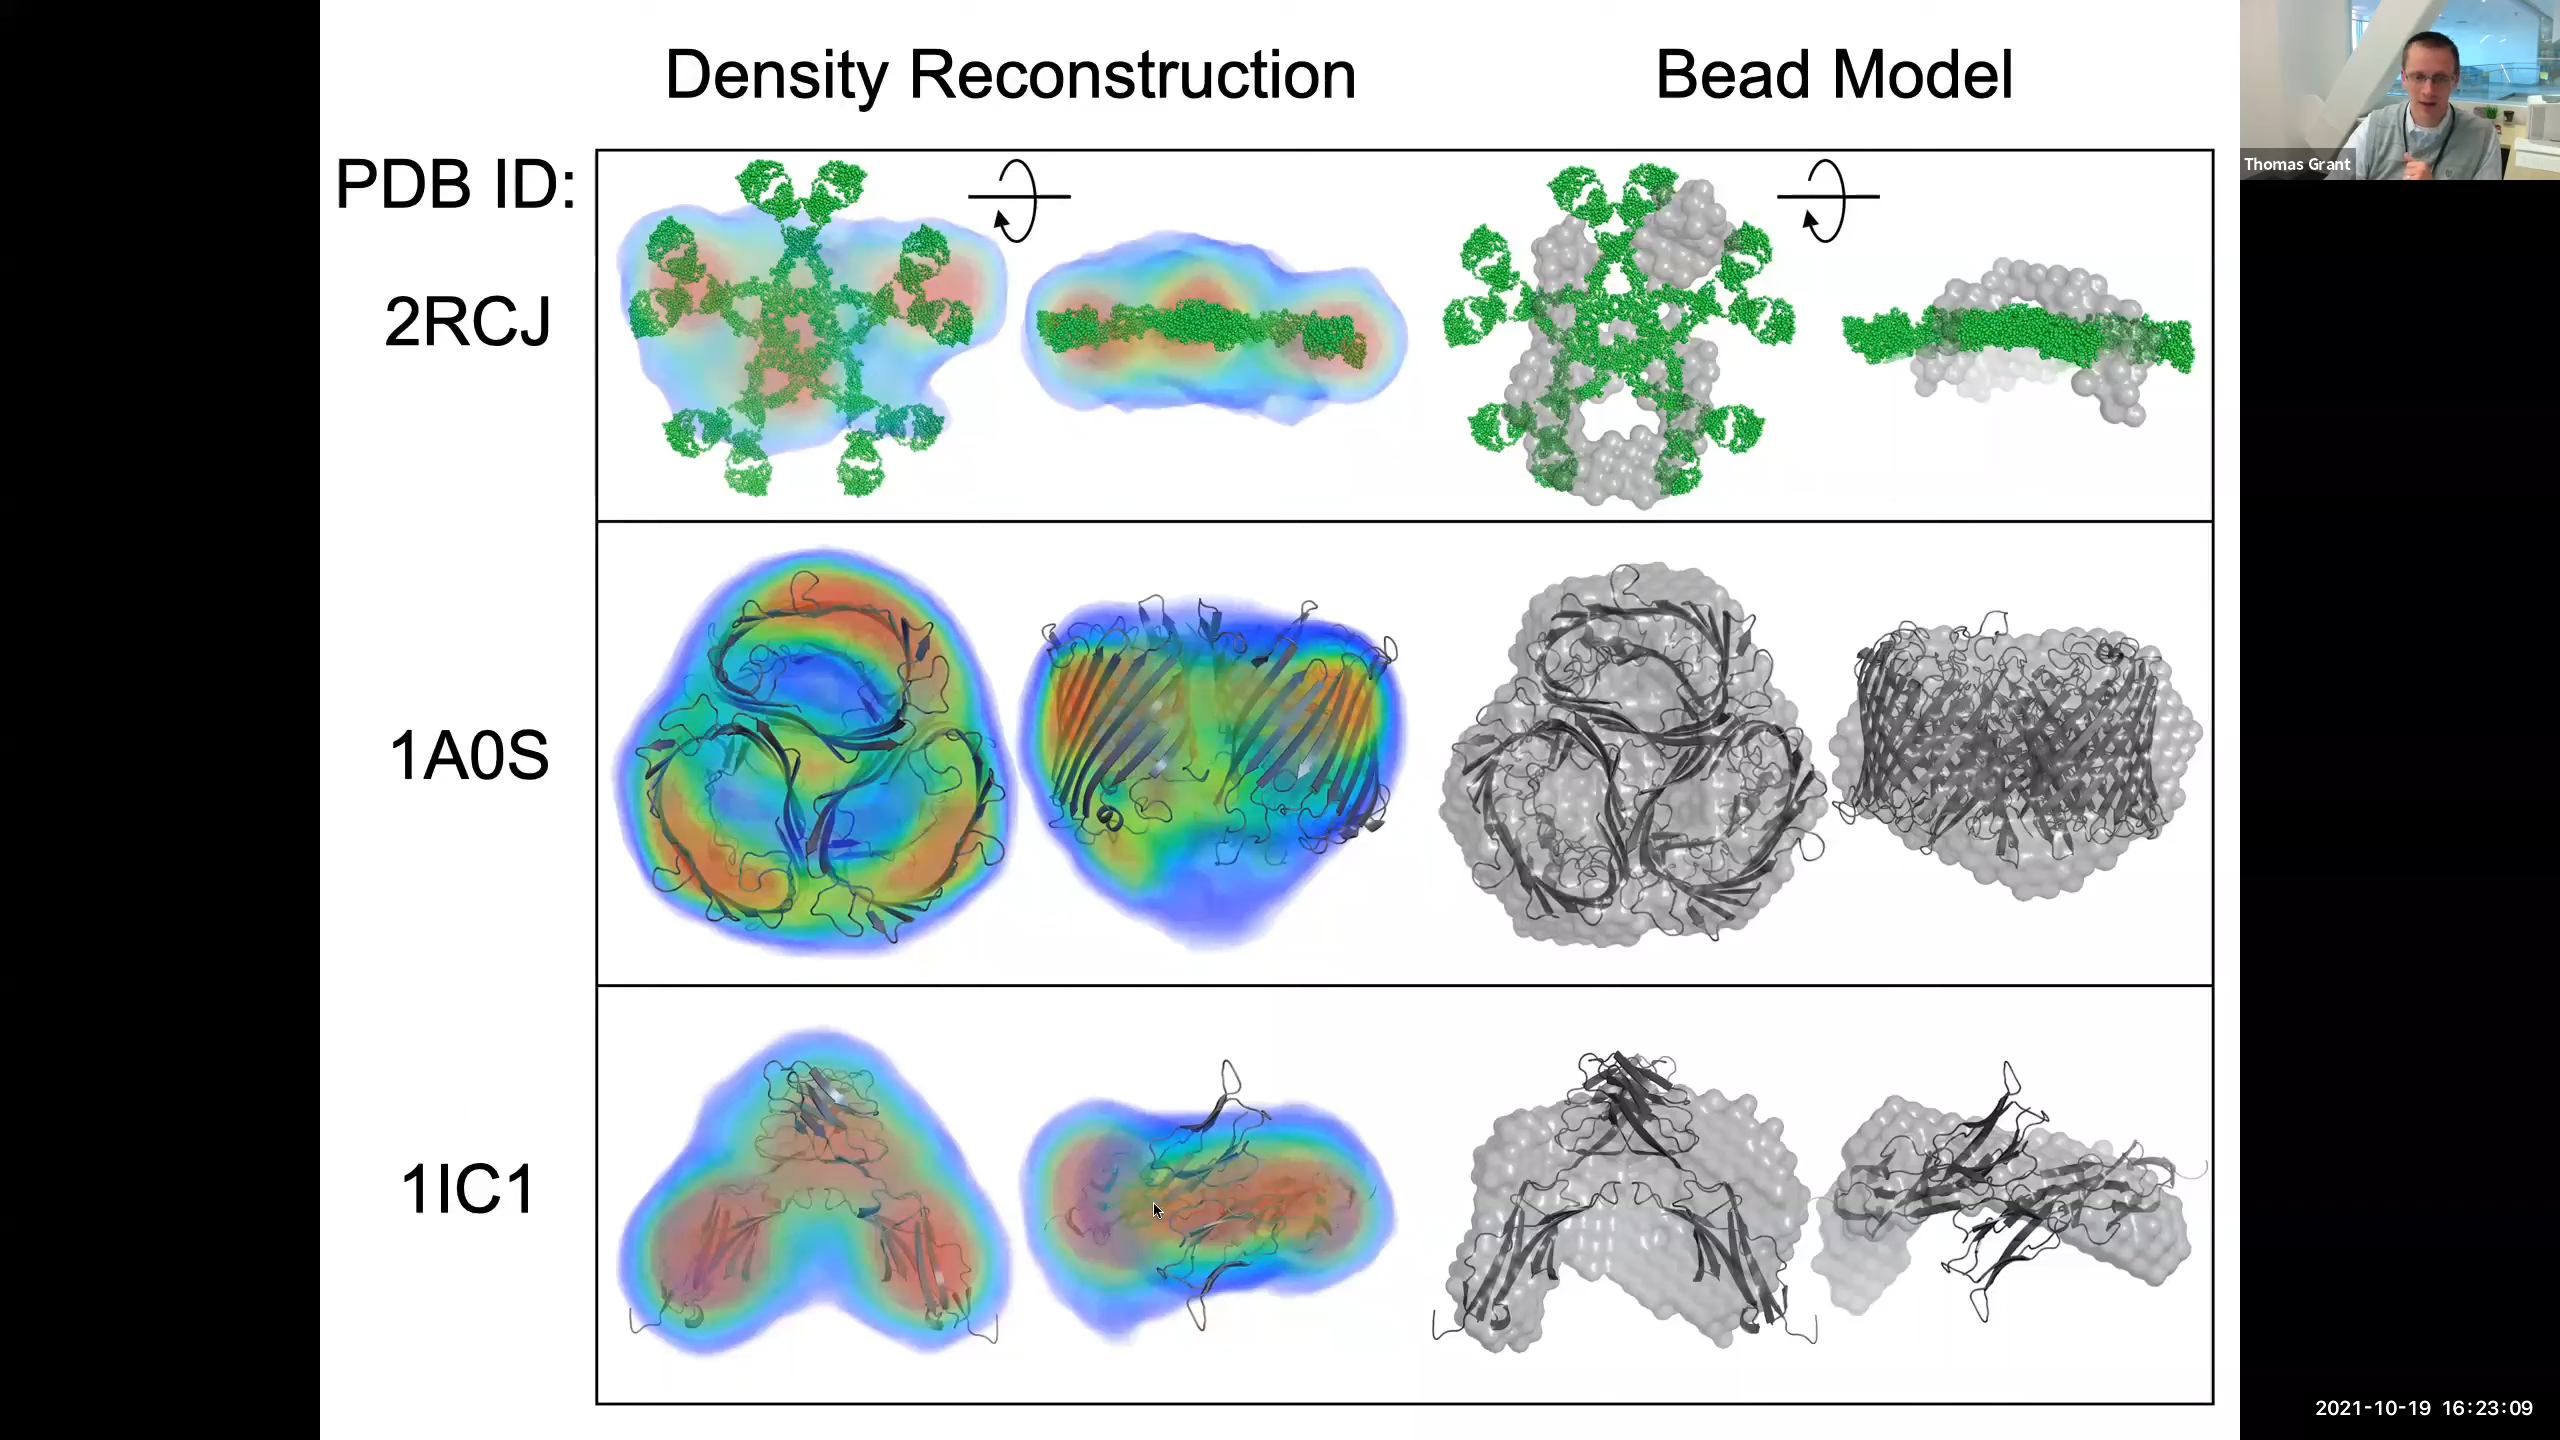 Density Reconstruction
Bead Model
Thomas Grant
PDB ID:
2RCJ
1A0S
1IC1
2021-10-19 16:23:09